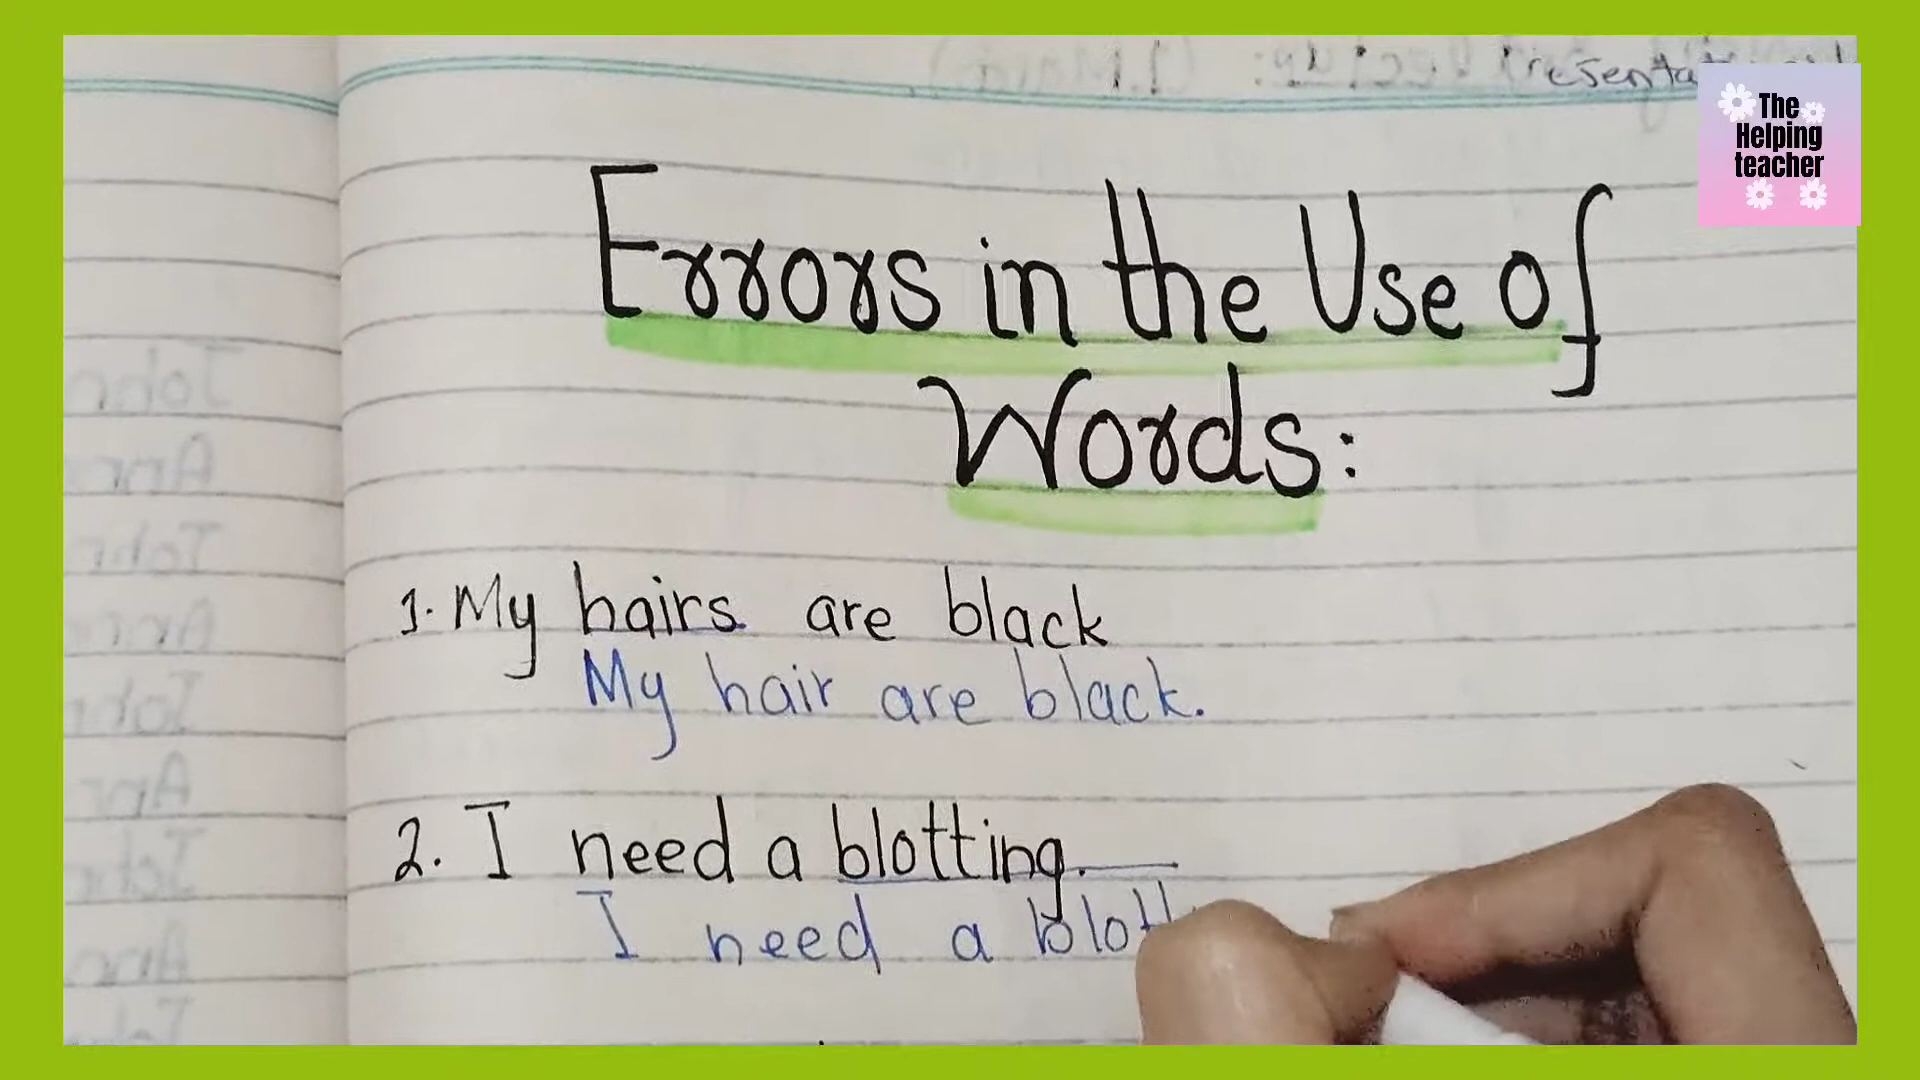 The
Helping
teacher
Errors in the Use of
Words:
1. My hairs are black
My hair are black.
2. I need a blotting.
I need a blott